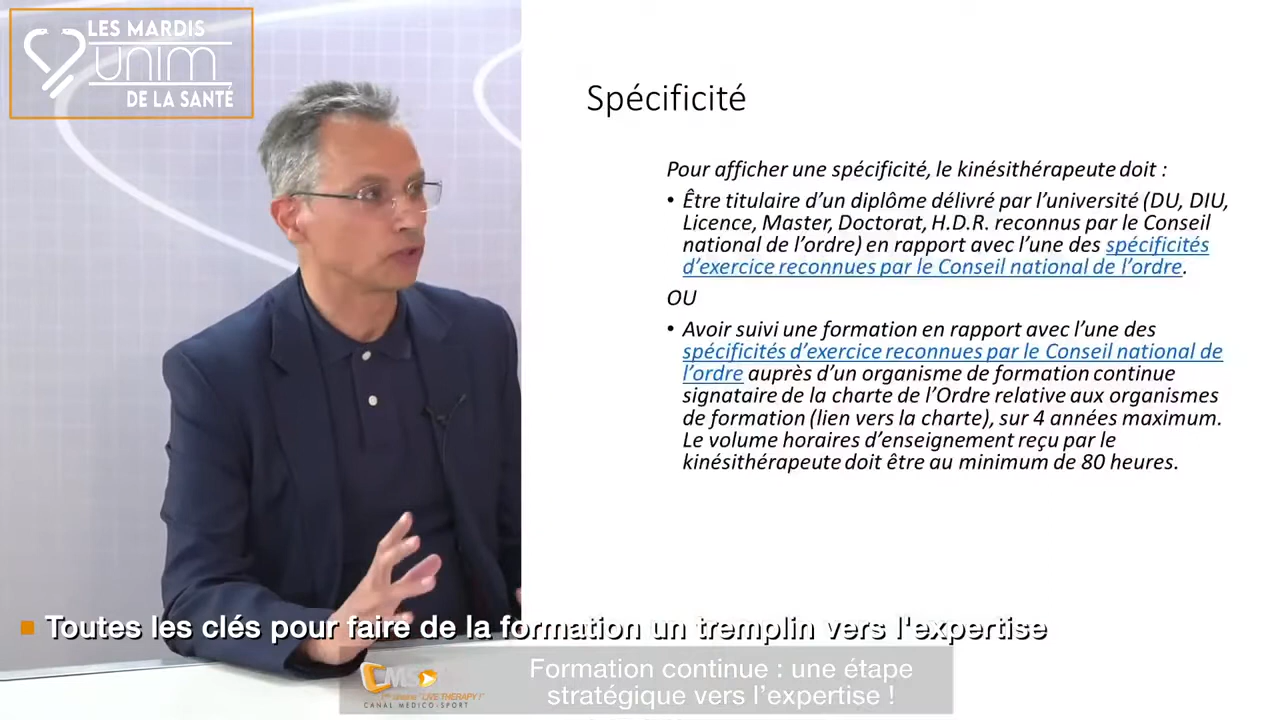 LES MARDIS
unim
DE LA SANTÉ
Spécificité
Pour afficher une spécificité, le kinésithérapeute doit :
• Être titulaire d’un diplôme délivré par l’université (DU, DIU,
Licence, Master, Doctorat, H.D.R. reconnus par le Conseil
national de l’ordre) en rapport avec l’une des spécificités
d’exercice reconnues par le Conseil national de l’ordre.
OU
• Avoir suivi une formation en rapport avec l’une des
spécificités d’exercice reconnues par le Conseil national de
l’ordre auprès d’un organisme de formation continue
signataire de la charte de l’Ordre relative aux organismes
de formation (lien vers la charte), sur 4 années maximum.
Le volume horaires d’enseignement reçu par le
kinésithérapeute doit être au minimum de 80 heures.
Toutes les clés pour faire de la formation un tremplin vers l'expertise
CMS
"LIVE THERAPY !"
CANAL MEDICO-SPORT
Formation continue : une étape
stratégique vers l’expertise !